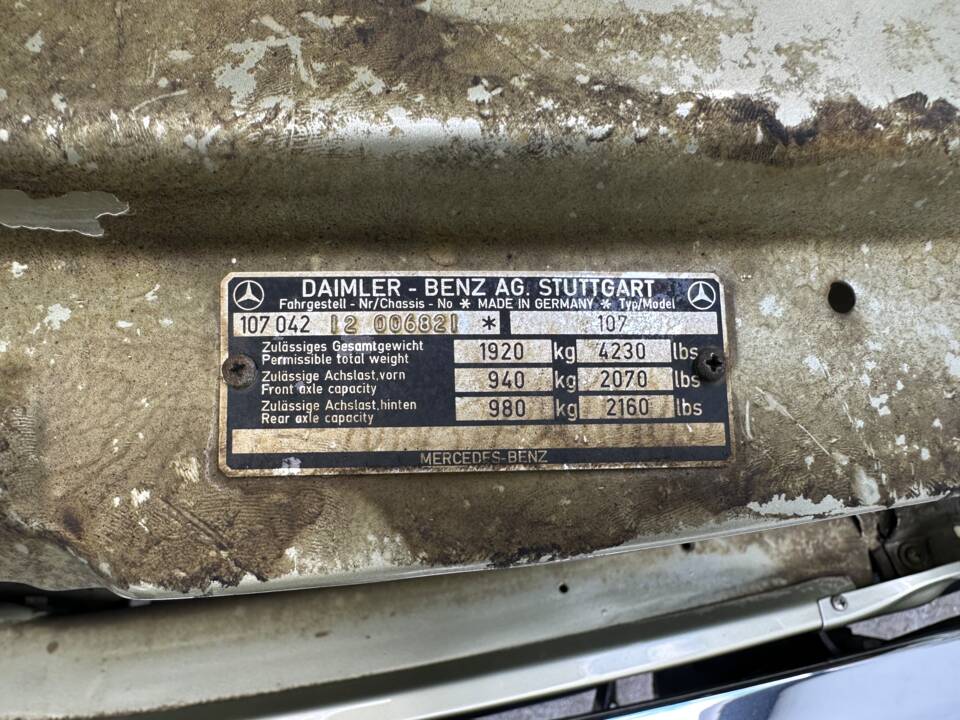 DAIMLER - BENZ AG. STUTTGART
Fahrgestell - Nr/Chassis - No * MADE IN GERMANY * Typ/Model
107 042 12 006821 * 107
Zulässiges Gesamtgewicht
Permissible total weight 1920 kg 4230 lbs
Zulässige Achslast,vorn
Front axle capacity 940 kg 2070 lbs
Zulässige Achslast,hinten
Rear axle capacity 980 kg 2160 lbs
MERCEDES-BENZ